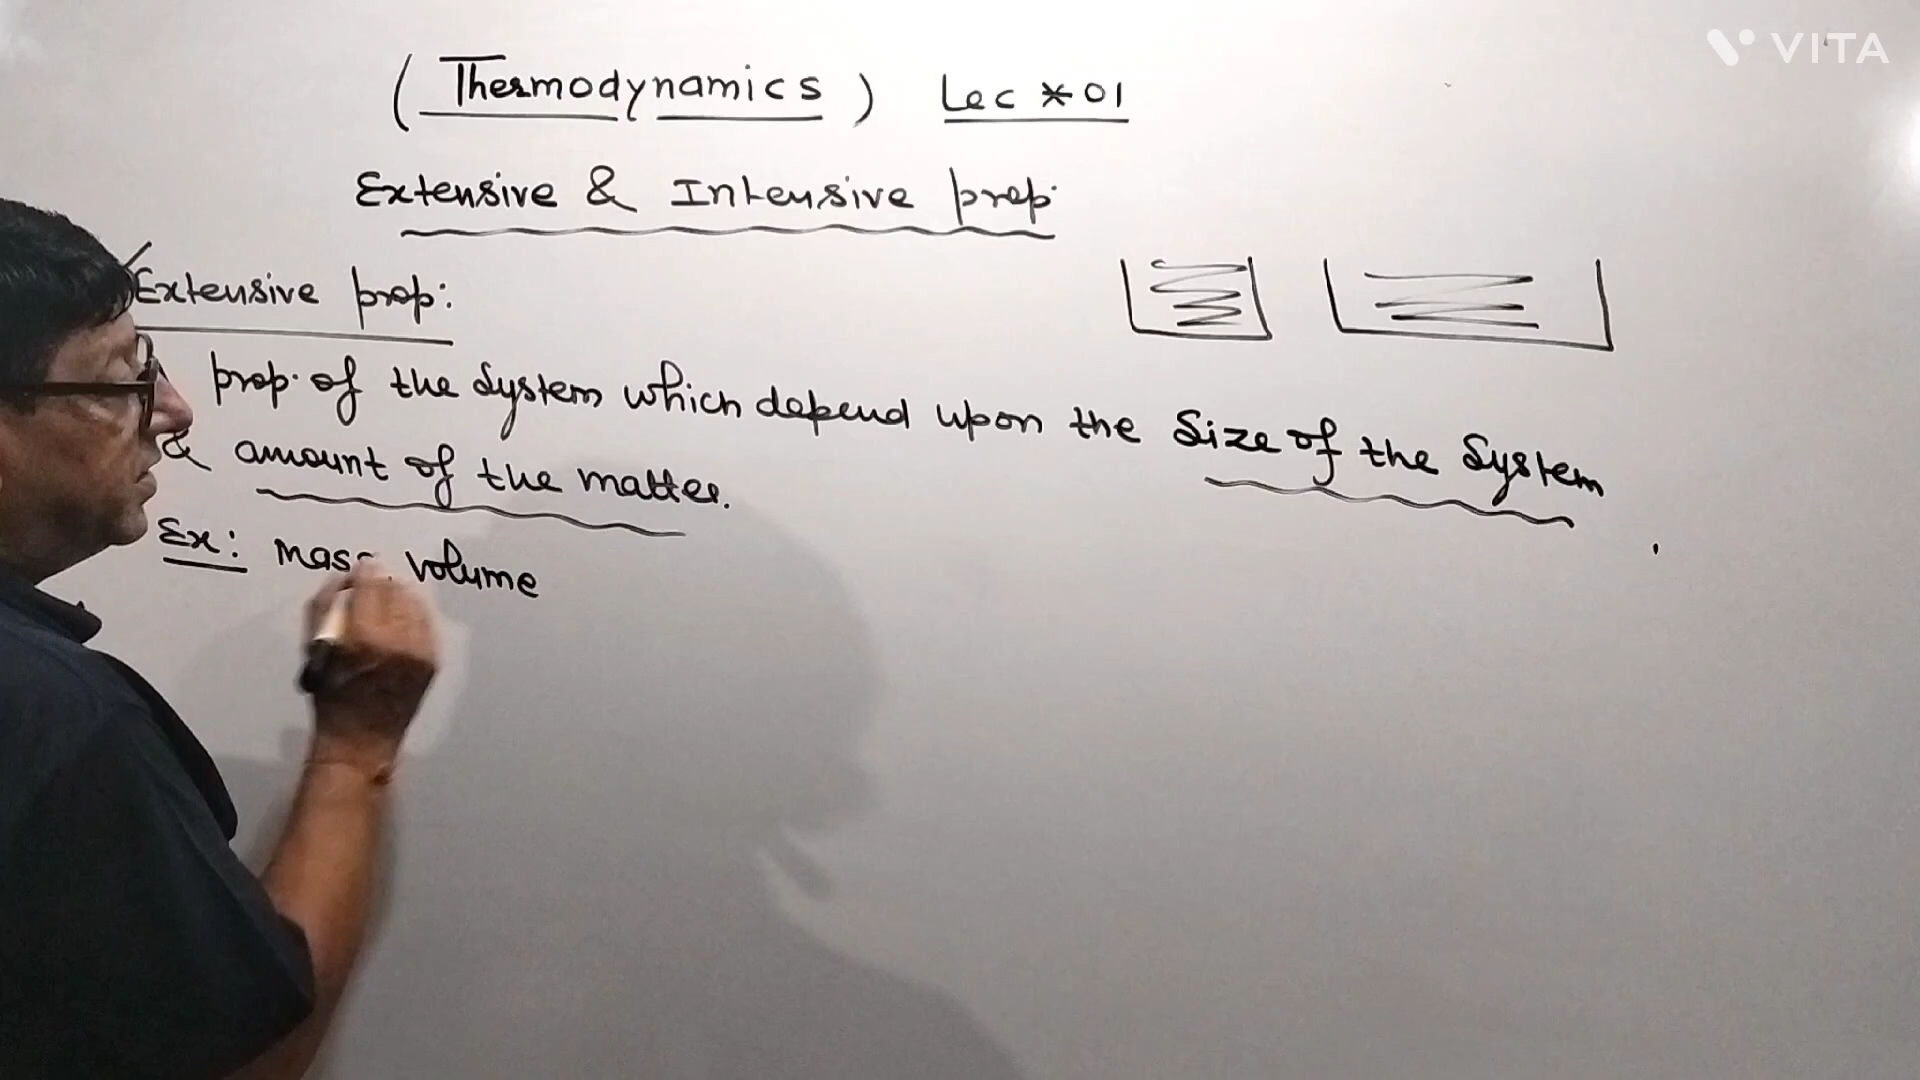 VITA
(Thermodynamics) Lec * 01
Extensive & Intensive prop.
Extensive prop:
prop. of the system which depend upon the size of the system
& amount of the matter.
Ex: mass, volume